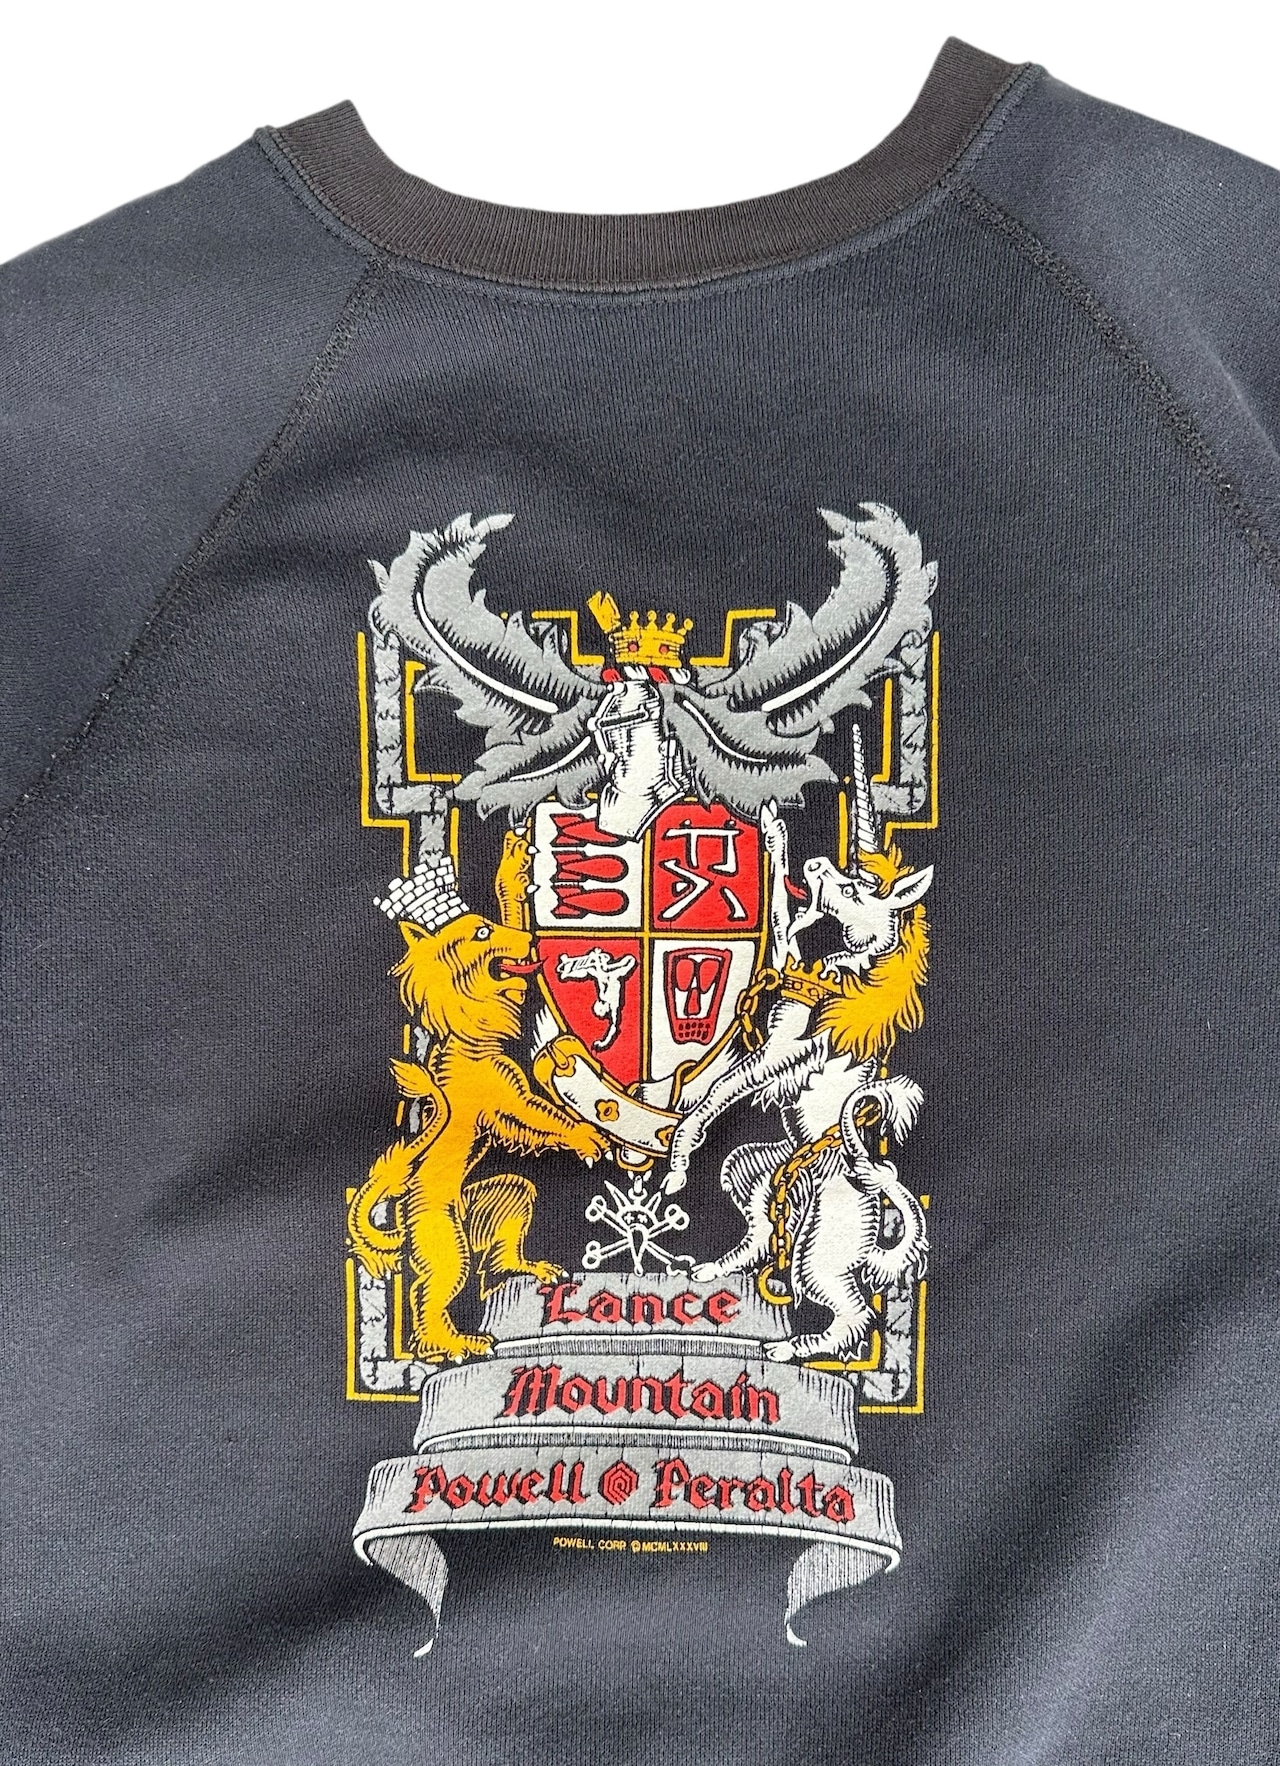 Lance
Mountain
Powell Peralta
POWELL CORP. ©MCMLXXXVIII